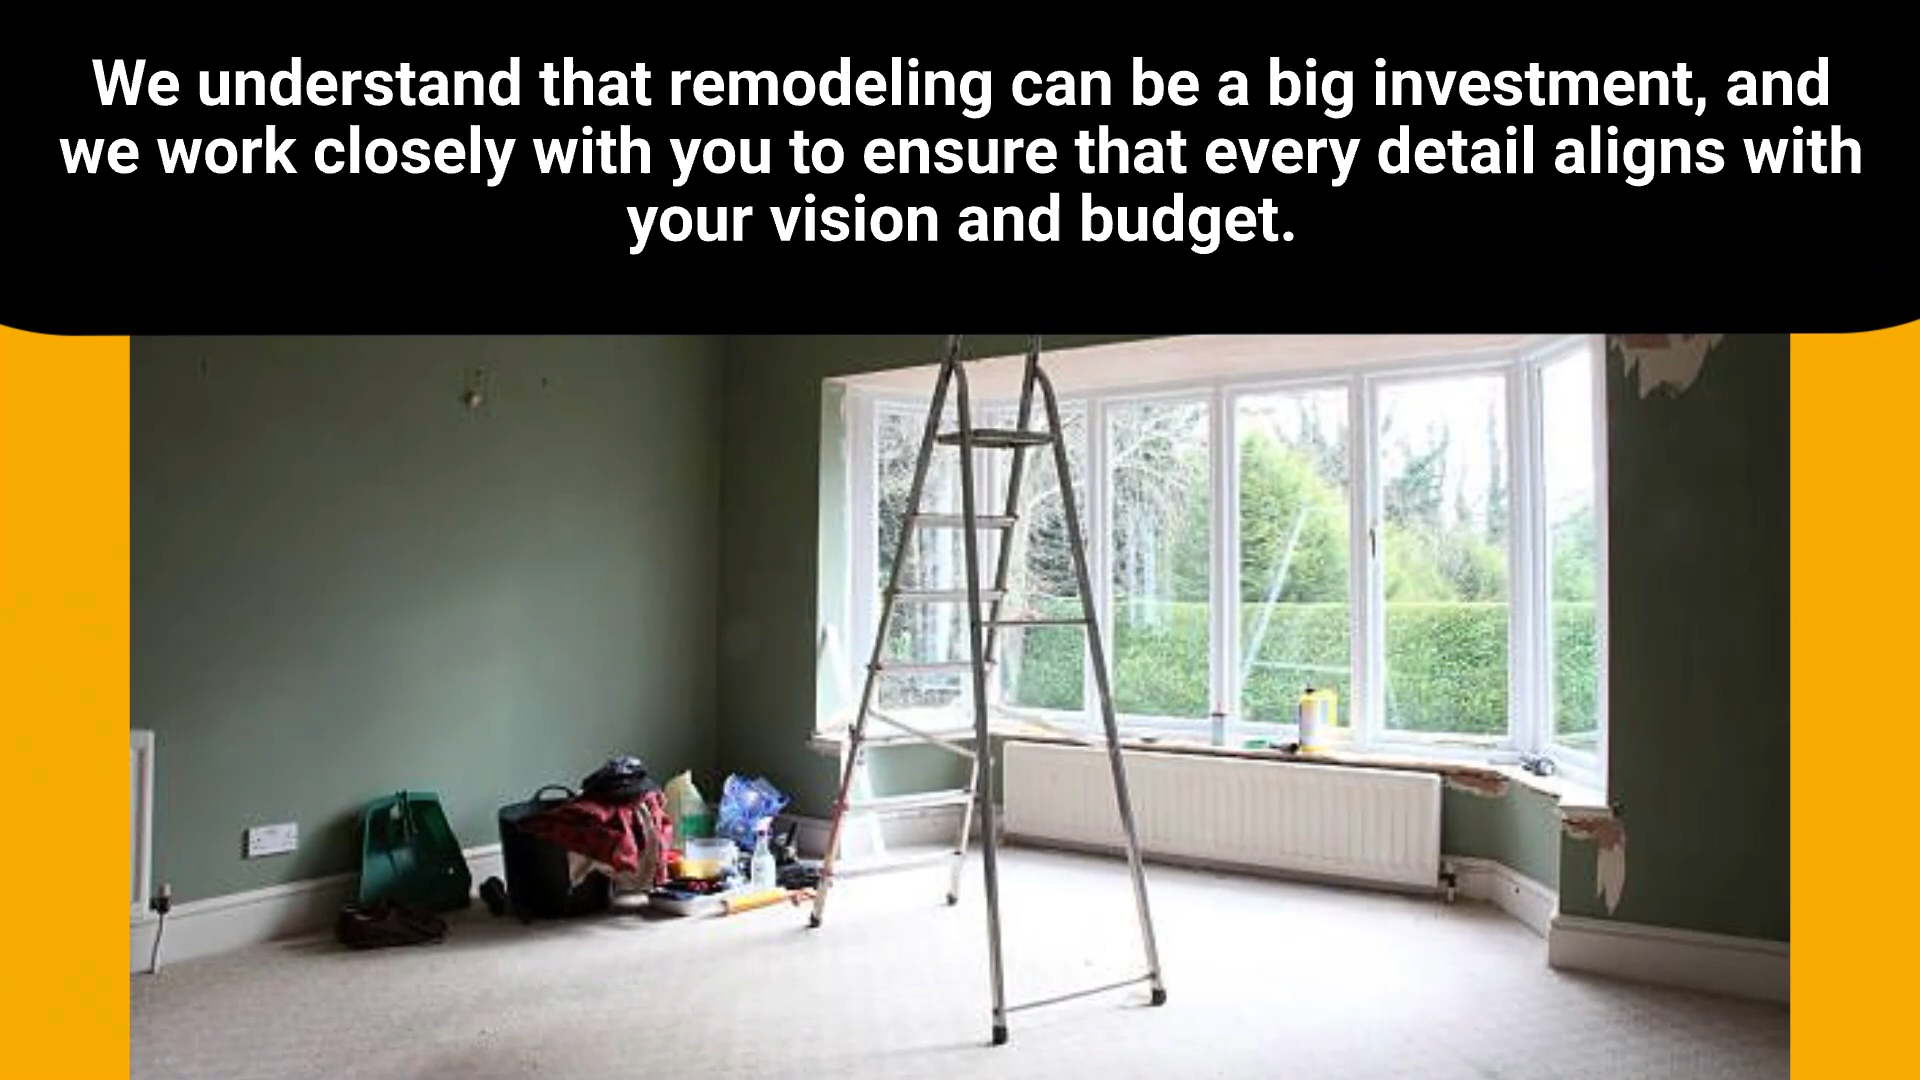 We understand that remodeling can be a big investment, and
we work closely with you to ensure that every detail aligns with
your vision and budget.